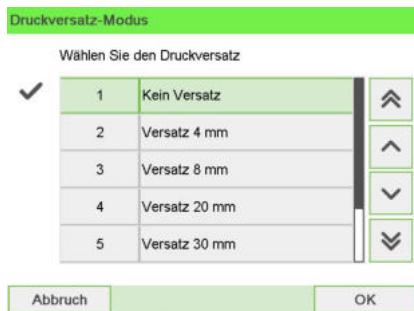 Druckversatz-Modus
Wählen Sie den Druckversatz
1 Kein Versatz
2 Versatz 4 mm
3 Versatz 8 mm
4 Versatz 20 mm
5 Versatz 30 mm
Abbruch OK